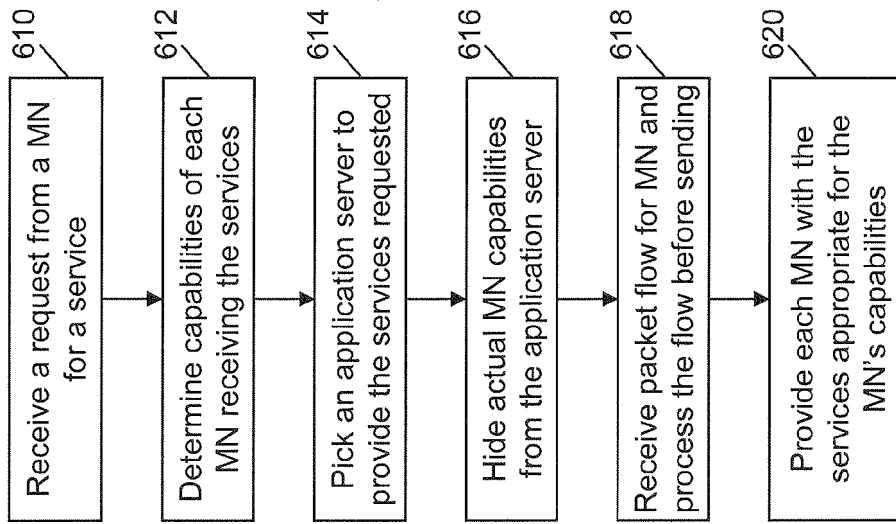 610
Receive a request from a MN
for a service
612
Determine capabilities of each
MN receiving the services
614
Pick an application server to
provide the services requested
616
Hide actual MN capabilities
from the application server
618
Receive packet flow for MN and
process the flow before sending
620
Provide each MN with the
services appropriate for the
MN's capabilities